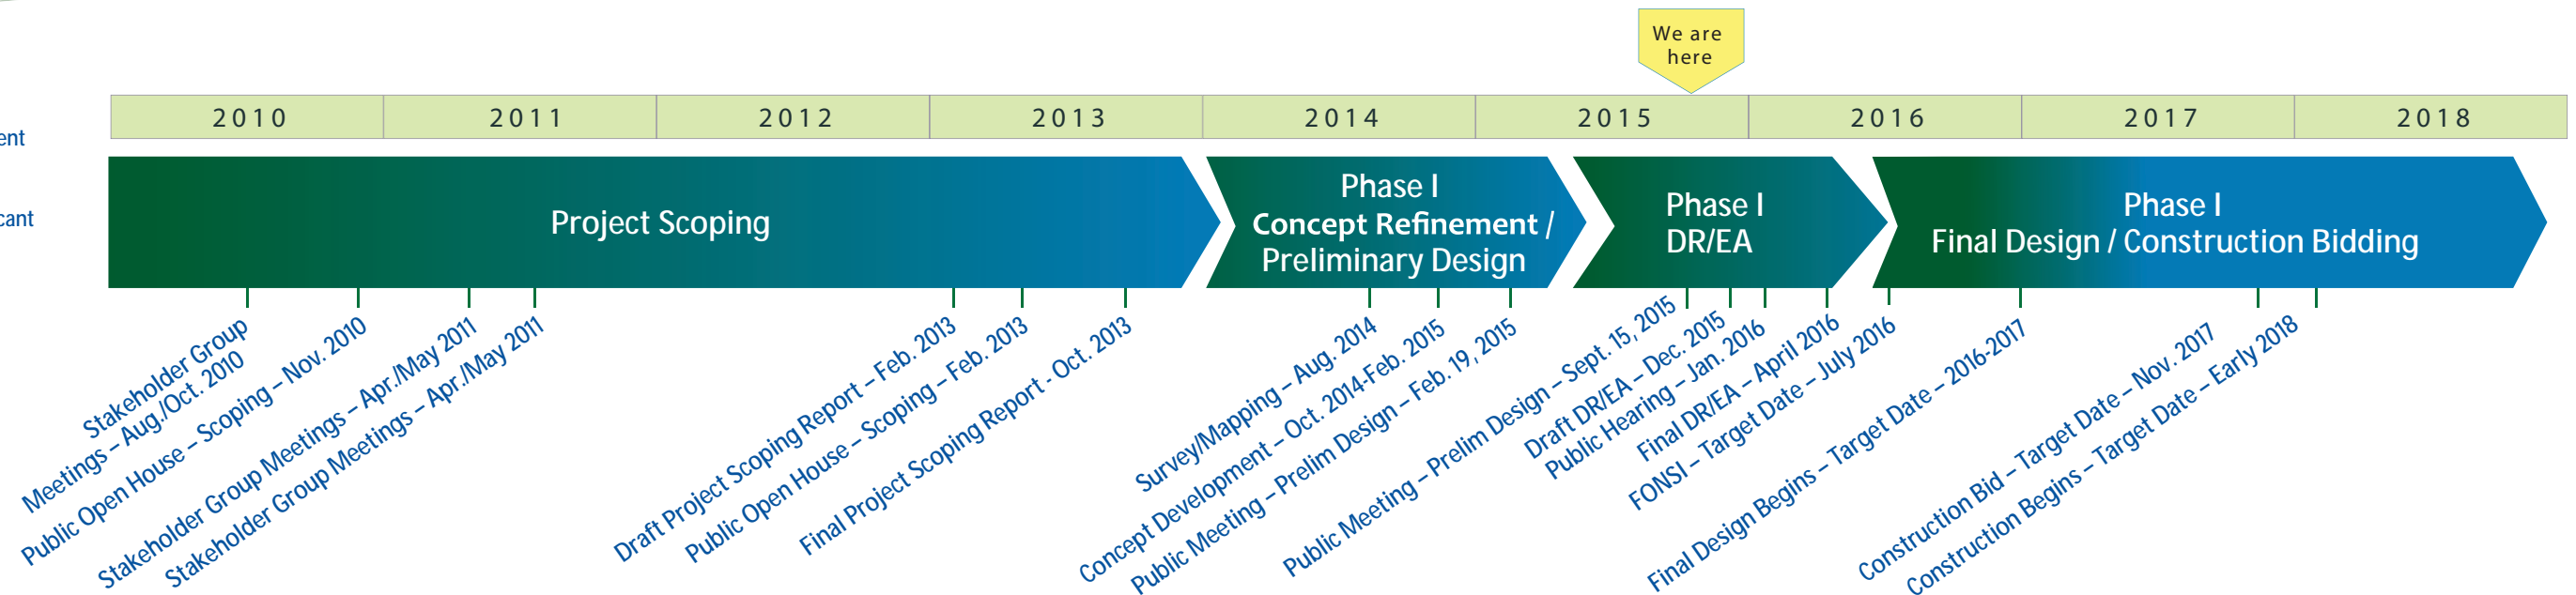 We are
here
2010
2011
2012
2013
2014
2015
2016
2017
2018
ent
cant
Project Scoping
Phase I
Concept Refinement /
Preliminary Design
Phase I
DR/EA
Phase I
Final Design / Construction Bidding
Stakeholder Group
Meetings – Aug./Oct. 2010
Public Open House – Scoping – Nov. 2010
Stakeholder Group Meetings – Apr./May 2011
Stakeholder Group Meetings – Apr./May 2011
Draft Project Scoping Report – Feb. 2013
Public Open House – Scoping – Feb. 2013
Final Project Scoping Report - Oct. 2013
Survey/Mapping – Aug. 2014
Concept Development – Oct. 2014-Feb. 2015
Public Meeting – Prelim Design – Feb. 19, 2015
Public Meeting – Prelim Design – Sept. 15, 2015
Draft DR/EA – Dec. 2015
Public Hearing – Jan. 2016
Final DR/EA – April 2016
FONSI – Target Date – July 2016
Final Design Begins – Target Date – 2016-2017
Construction Bid – Target Date – Nov. 2017
Construction Begins – Target Date – Early 2018